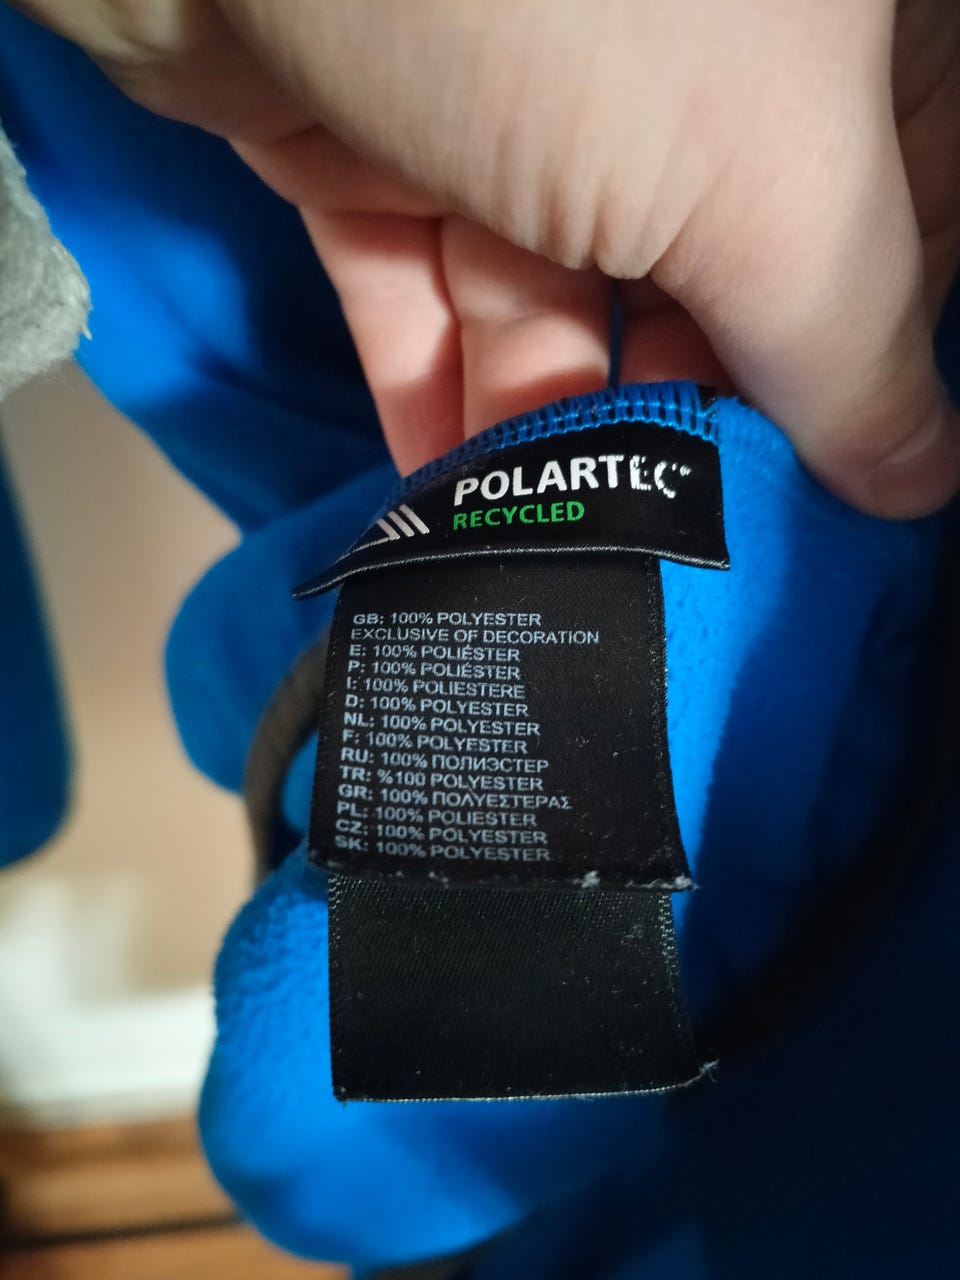 POLARTEC®
RECYCLED
GB: 100% POLYESTER
EXCLUSIVE OF DECORATION
E: 100% POLIÉSTER
P: 100% POLIÉSTER
I: 100% POLIESTERE
D: 100% POLYESTER
NL: 100% POLYESTER
F: 100% POLYESTER
RU: 100% ПОЛИЭСТЕР
TR: %100 POLYESTER
GR: 100% ΠΟΛΥΕΣΤΕΡΑΣ
PL: 100% POLIESTER
CZ: 100% POLYESTER
SK: 100% POLYESTER